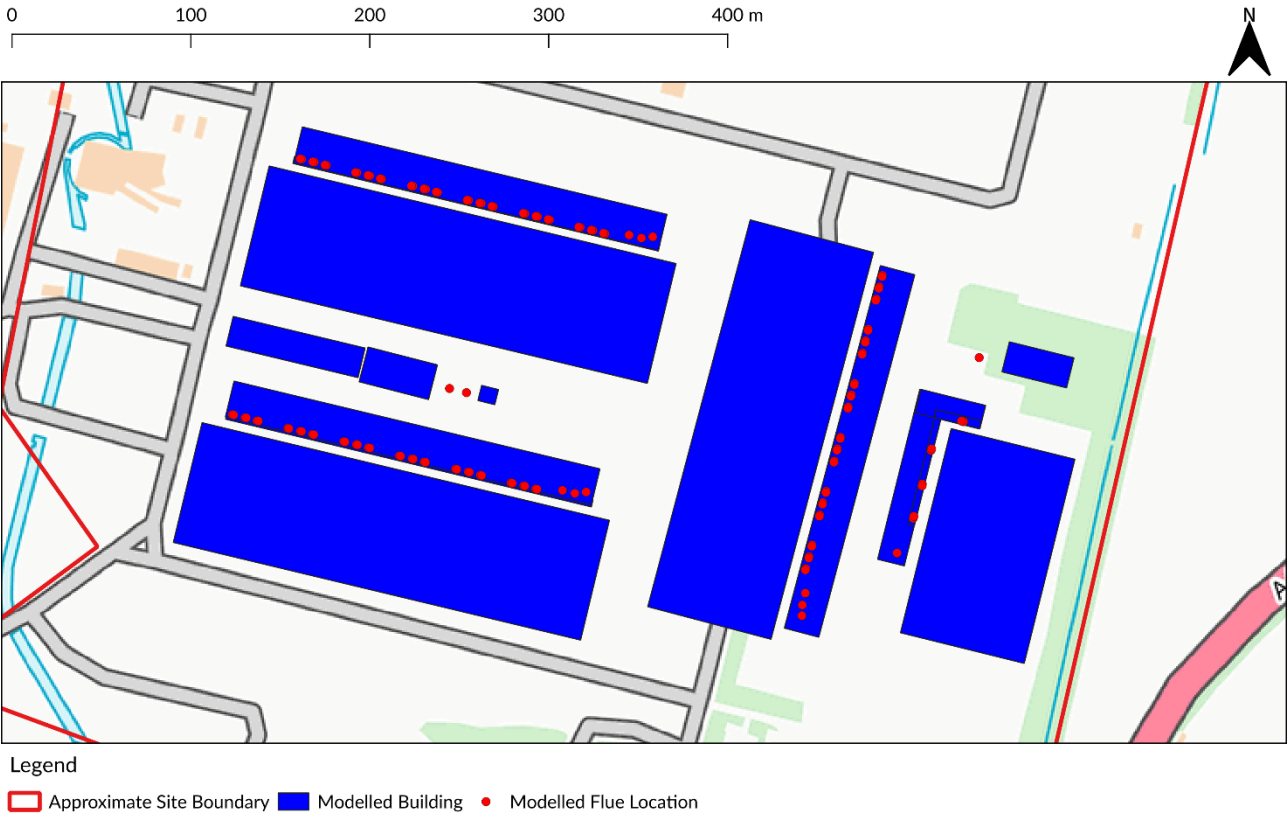 0 100 200 300 400 m
N
A
Legend
Approximate Site Boundary Modelled Building Modelled Flue Location